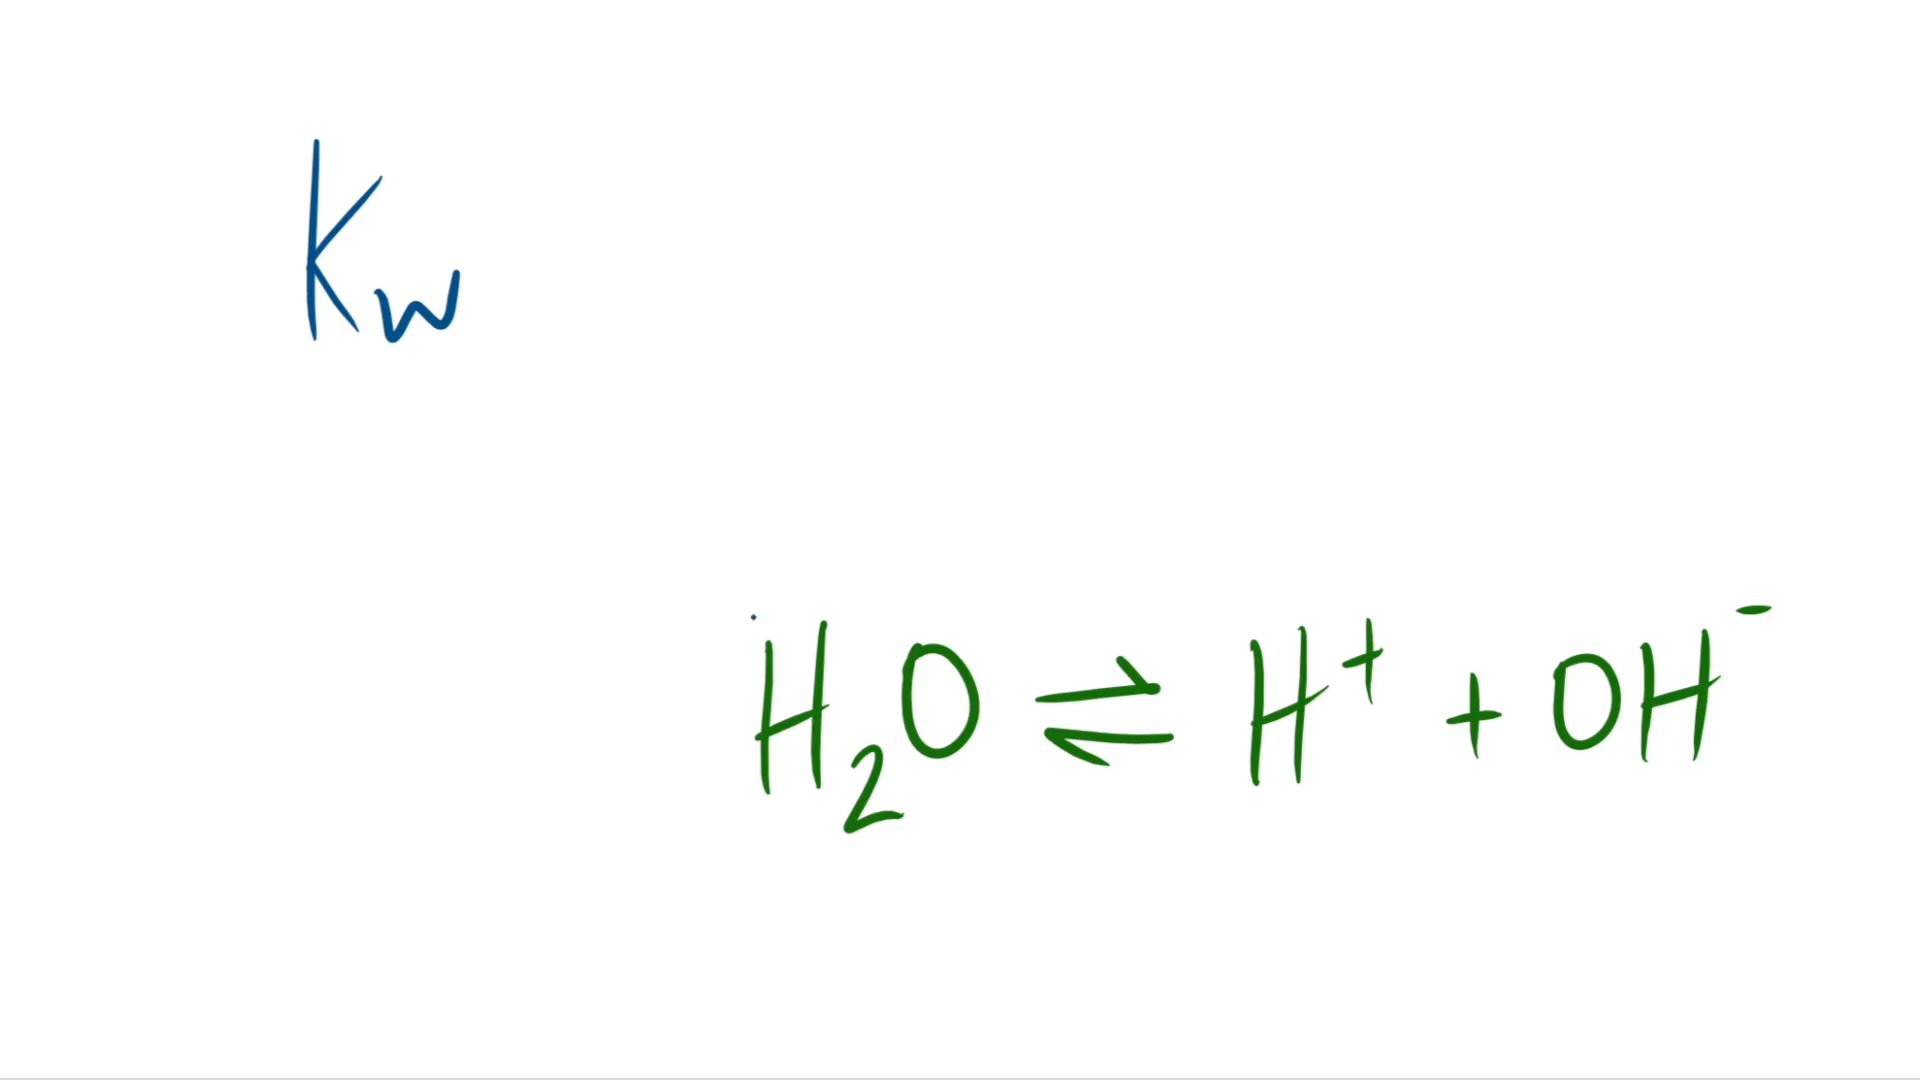 Kw
H₂O ⇌ H⁺ + OH⁻